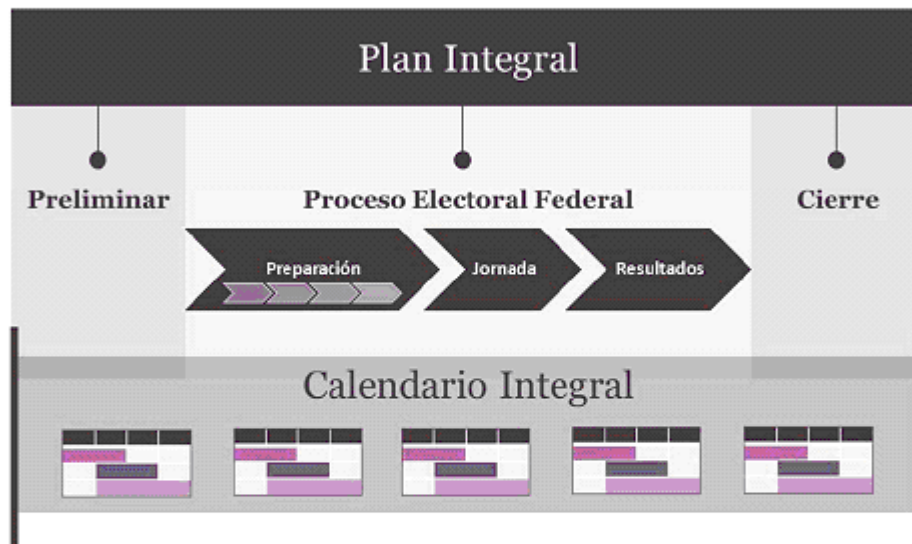 Plan Integral
Preliminar
Proceso Electoral Federal
Cierre
Preparación
Jornada
Resultados
Calendario Integral